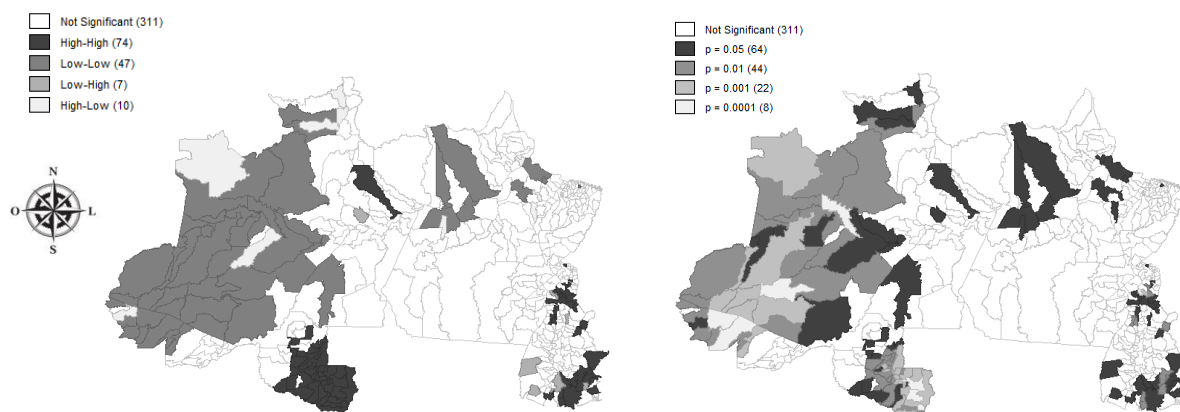 Not Significant (311)
High-High (74)
Low-Low (47)
Low-High (7)
High-Low (10)
N
O
L
S
Not Significant (311)
p = 0.05 (64)
p = 0.01 (44)
p = 0.001 (22)
p = 0.0001 (8)